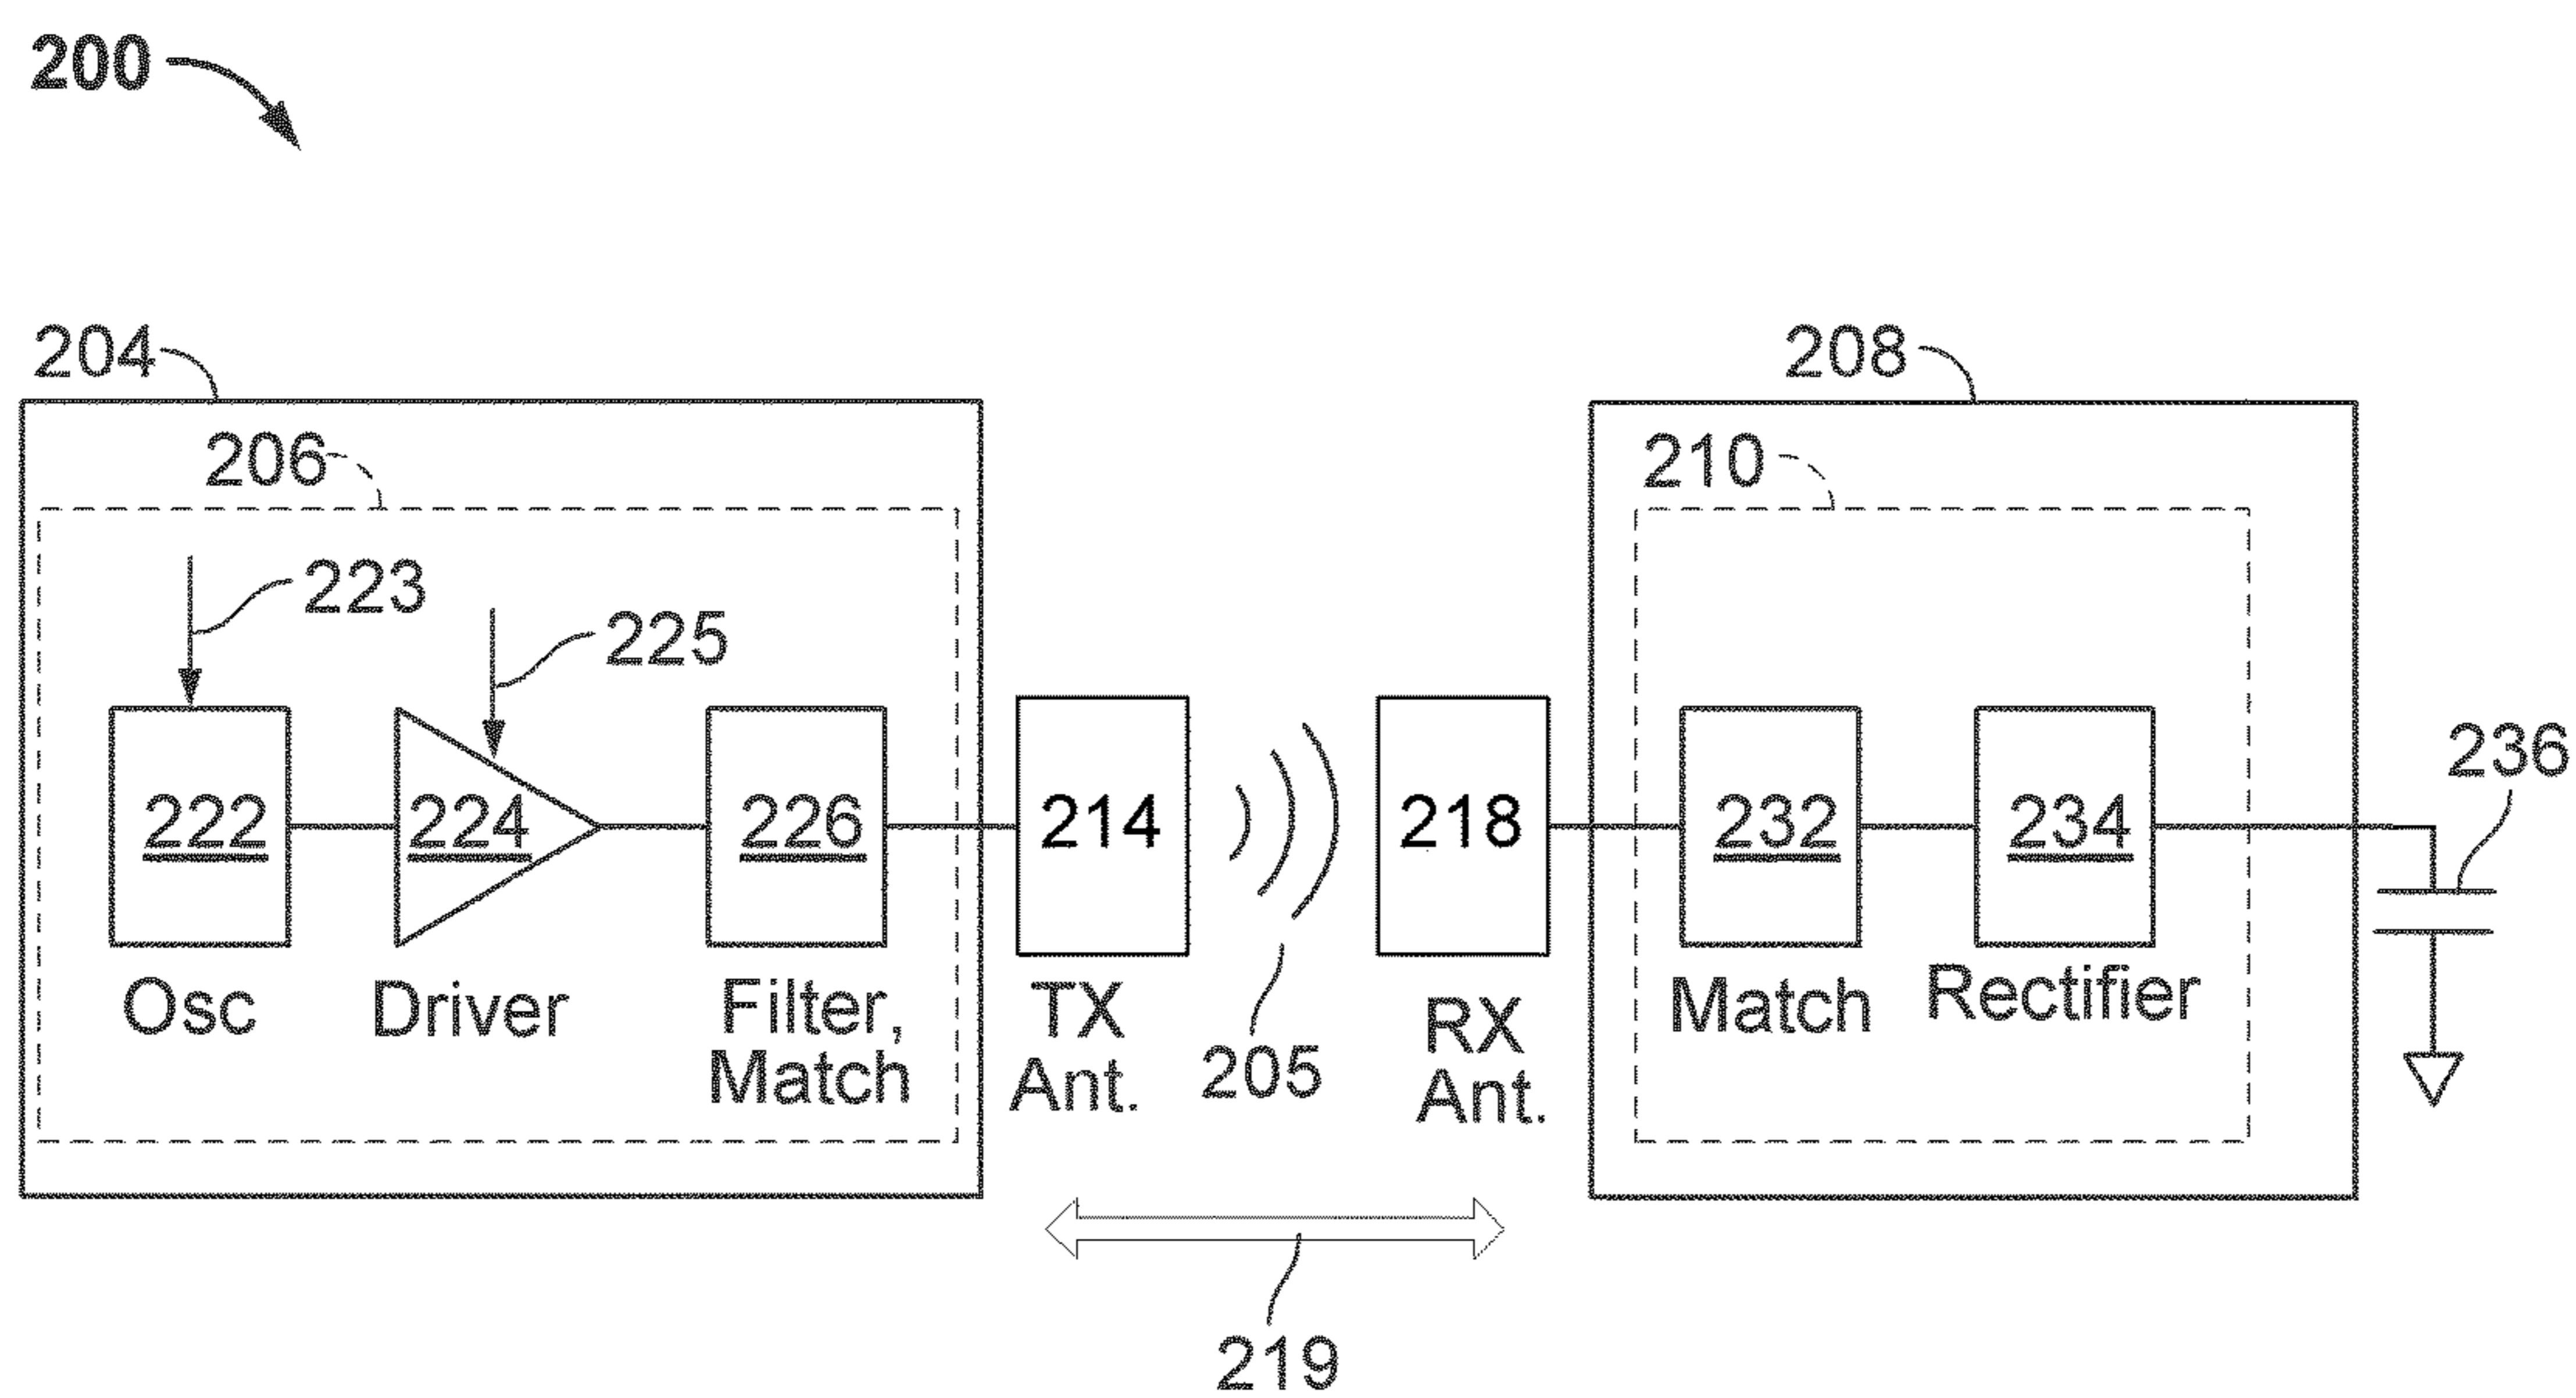 200
204
208
206
210
223
225
236
222
224
226
214
218
232
234
Osc
Driver
Filter,
Match
TX
Ant.
205
RX
Ant.
Match
Rectifier
219